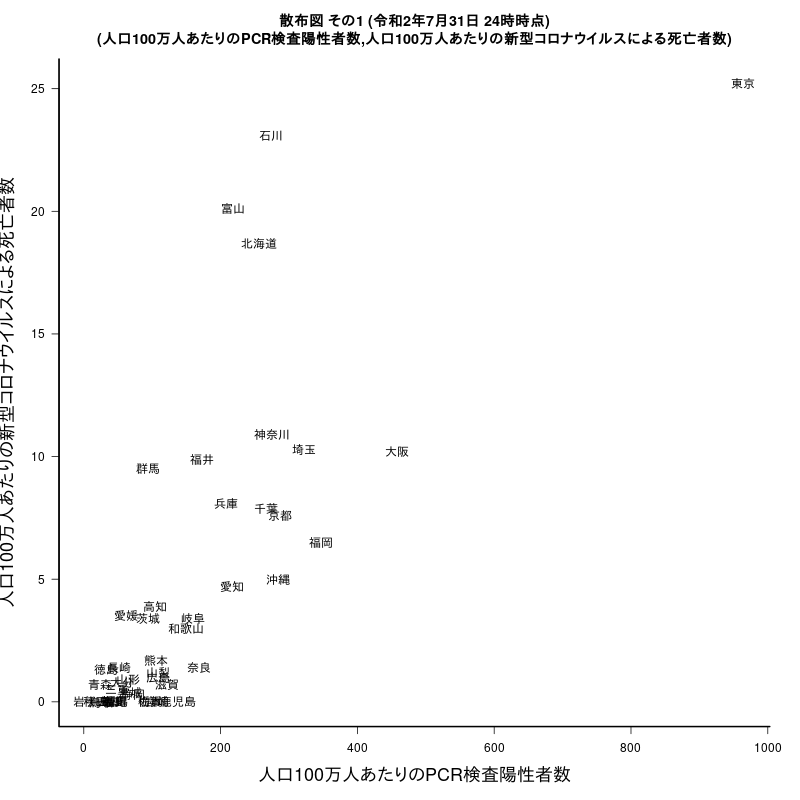 散布図 その1 (令和2年7月31日 24時時点)
(人口100万人あたりのPCR検査陽性者数,人口100万人あたりの新型コロナウイルスによる死亡者数)
人口100万人あたりの新型コロナウイルスによる死亡者数
25
20
15
10
5
0
東京
石川
富山
北海道
神奈川
埼玉
大阪
福井
群馬
兵庫
千葉
京都
福岡
沖縄
愛知
高知
愛媛
茨城
岐阜
和歌山
熊本
奈良
長崎
徳島
山梨
広島
山形
青森
滋賀
鹿児島
0
200
400
600
800
1000
人口100万人あたりのPCR検査陽性者数